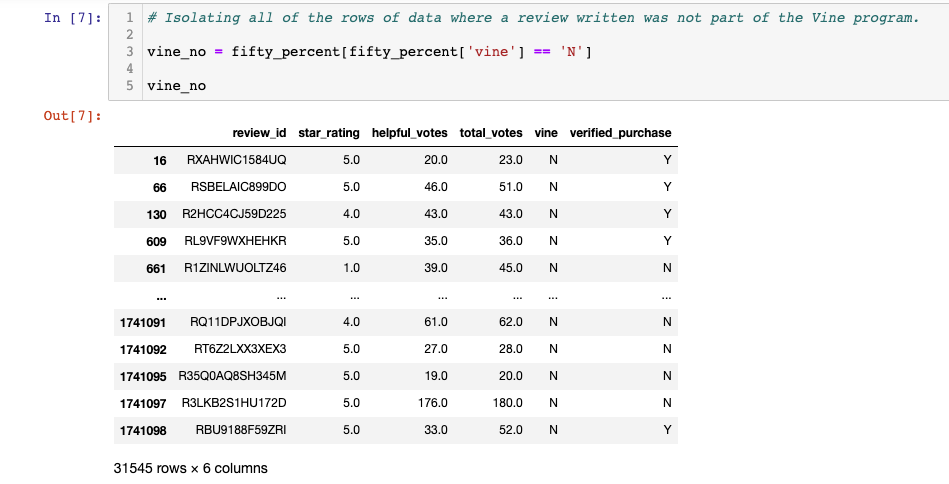 In [7]:
1 # Isolating all of the rows of data where a review written was not part of the Vine program.
2
3 vine_no = fifty_percent[fifty_percent['vine'] == 'N']
4
5 vine_no
Out[7]:
review_id star_rating helpful_votes total_votes vine verified_purchase
16 RXAHWIC1584UQ 5.0 20.0 23.0 N Y
66 RSBELAIC899DO 5.0 46.0 51.0 N Y
130 R2HCC4CJ59D225 4.0 43.0 43.0 N Y
609 RL9VF9WXHEHKR 5.0 35.0 36.0 N Y
661 R1ZINLWUOLTZ46 1.0 39.0 45.0 N N
... ... ... ... ... ... ...
1741091 RQ11DPJXOBJQI 4.0 61.0 62.0 N N
1741092 RT6Z2LXX3XEX3 5.0 27.0 28.0 N N
1741095 R35Q0AQ8SH345M 5.0 19.0 20.0 N N
1741097 R3LKB2S1HU172D 5.0 176.0 180.0 N N
1741098 RBU9188F59ZRI 5.0 33.0 52.0 N Y
31545 rows × 6 columns